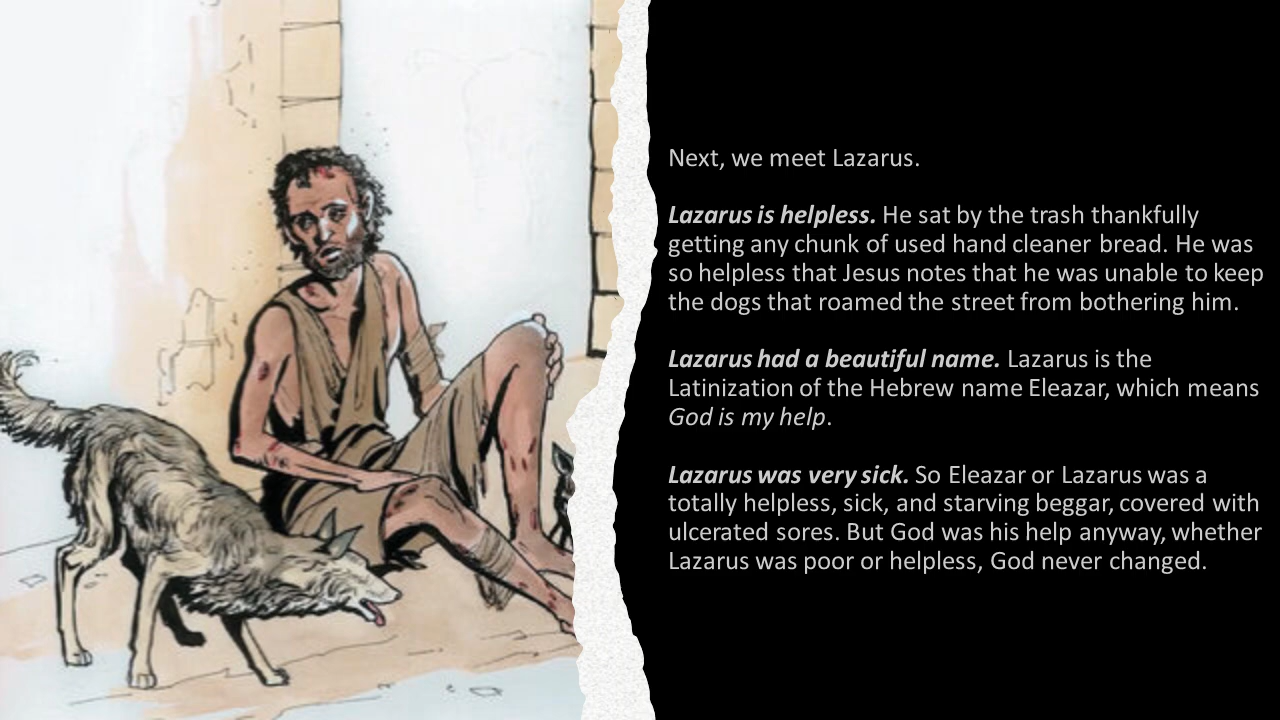 Next, we meet Lazarus.
Lazarus is helpless. He sat by the trash thankfully
getting any chunk of used hand cleaner bread. He was
so helpless that Jesus notes that he was unable to keep
the dogs that roamed the street from bothering him.
Lazarus had a beautiful name. Lazarus is the
Latinization of the Hebrew name Eleazar, which means
God is my help.
Lazarus was very sick. So Eleazar or Lazarus was a
totally helpless, sick, and starving beggar, covered with
ulcerated sores. But God was his help anyway, whether
Lazarus was poor or helpless, God never changed.